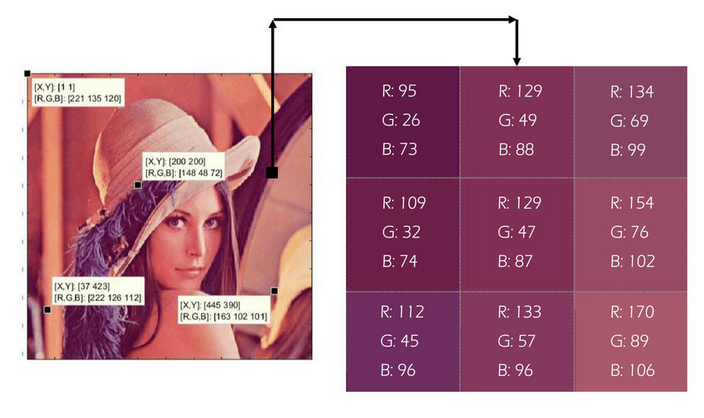 [X,Y]: [1 1]
[R,G,B]: [221 135 120]
[X,Y]: [200 200]
[R,G,B]: [148 48 72]
[X,Y]: [37 423]
[R,G,B]: [222 126 112]
[X,Y]: [445 390]
[R,G,B]: [163 102 101]
R: 95
G: 26
B: 73
R: 129
G: 49
B: 88
R: 134
G: 69
B: 99
R: 109
G: 32
B: 74
R: 129
G: 47
B: 87
R: 154
G: 76
B: 102
R: 112
G: 45
B: 96
R: 133
G: 57
B: 96
R: 170
G: 89
B: 106